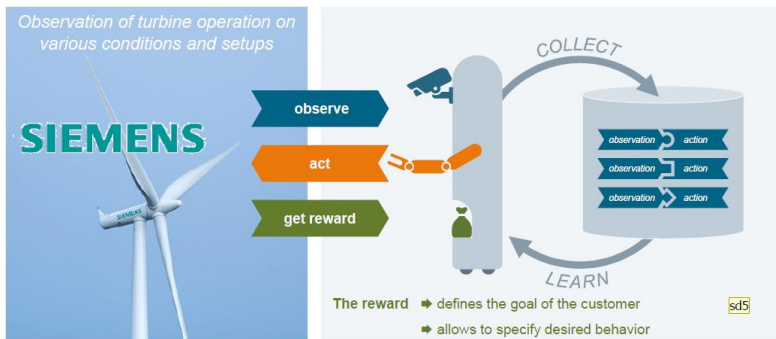 Observation of turbine operation on
various conditions and setups
SIEMENS
SIEMENS
observe
act
get reward
COLLECT
observation action
observation action
observation action
LEARN
The reward ➡ defines the goal of the customer
➡ allows to specify desired behavior
sd5